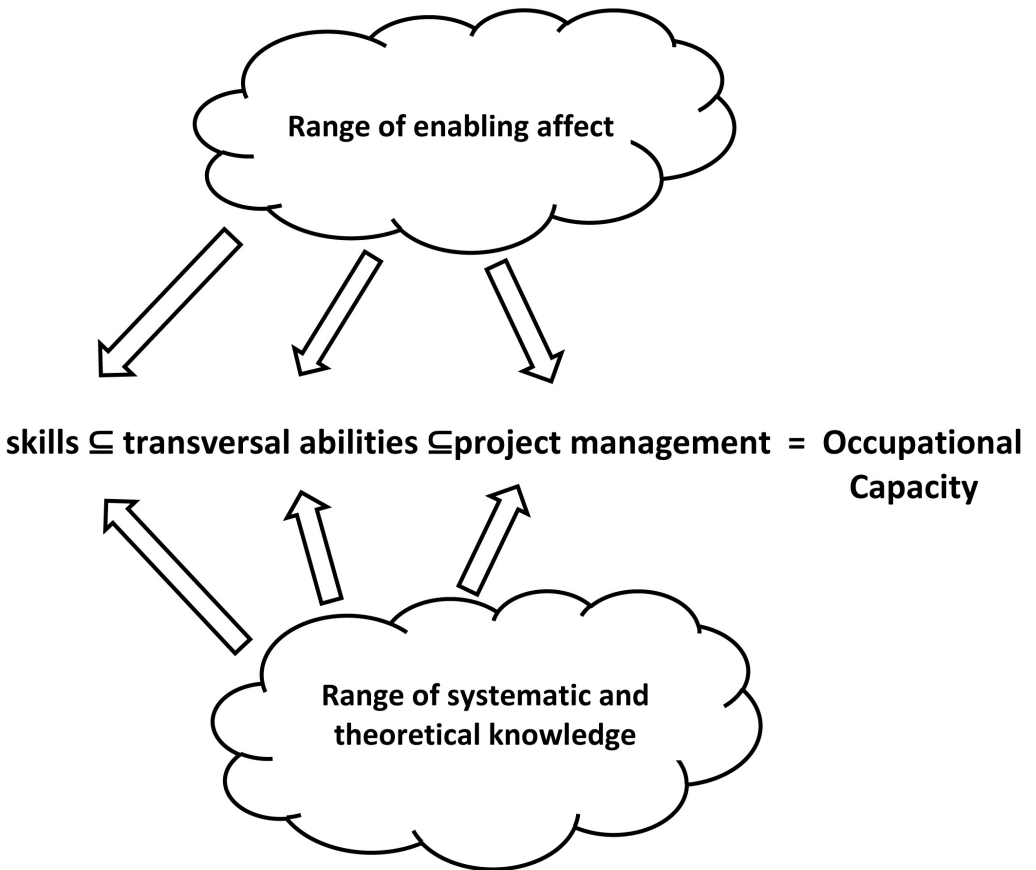 Range of enabling affect
skills ⊆ transversal abilities ⊆project management = Occupational
Capacity
Range of systematic and
theoretical knowledge